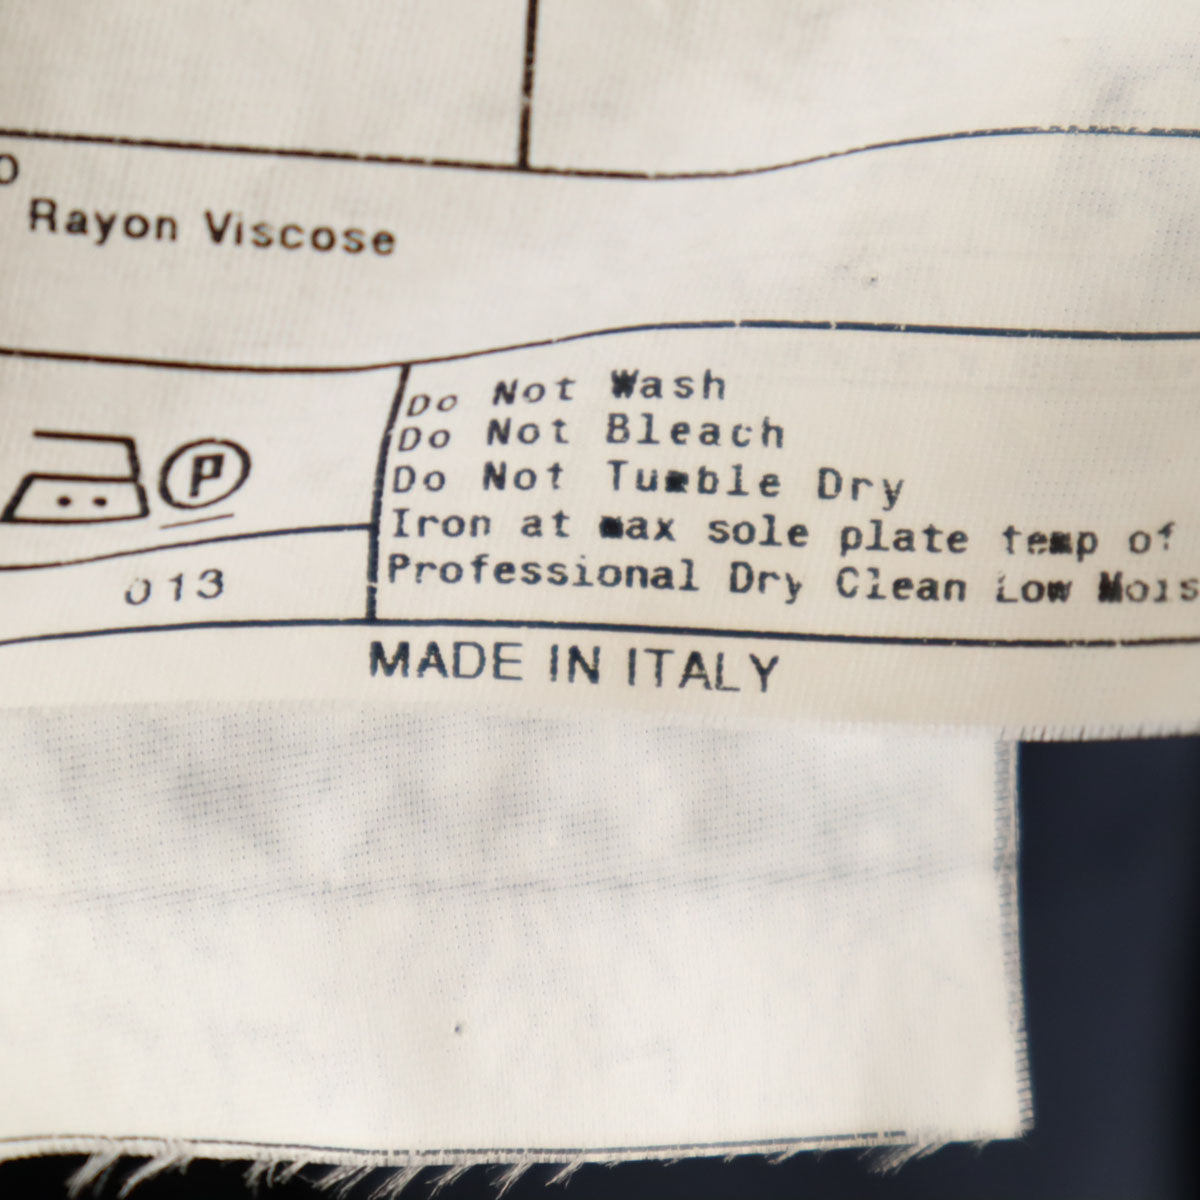 Rayon Viscose
Do Not Wash
Do Not Bleach
Do Not Tumble Dry
Iron at max sole plate temp of
Professional Dry Clean Low
P
013
MADE IN ITALY